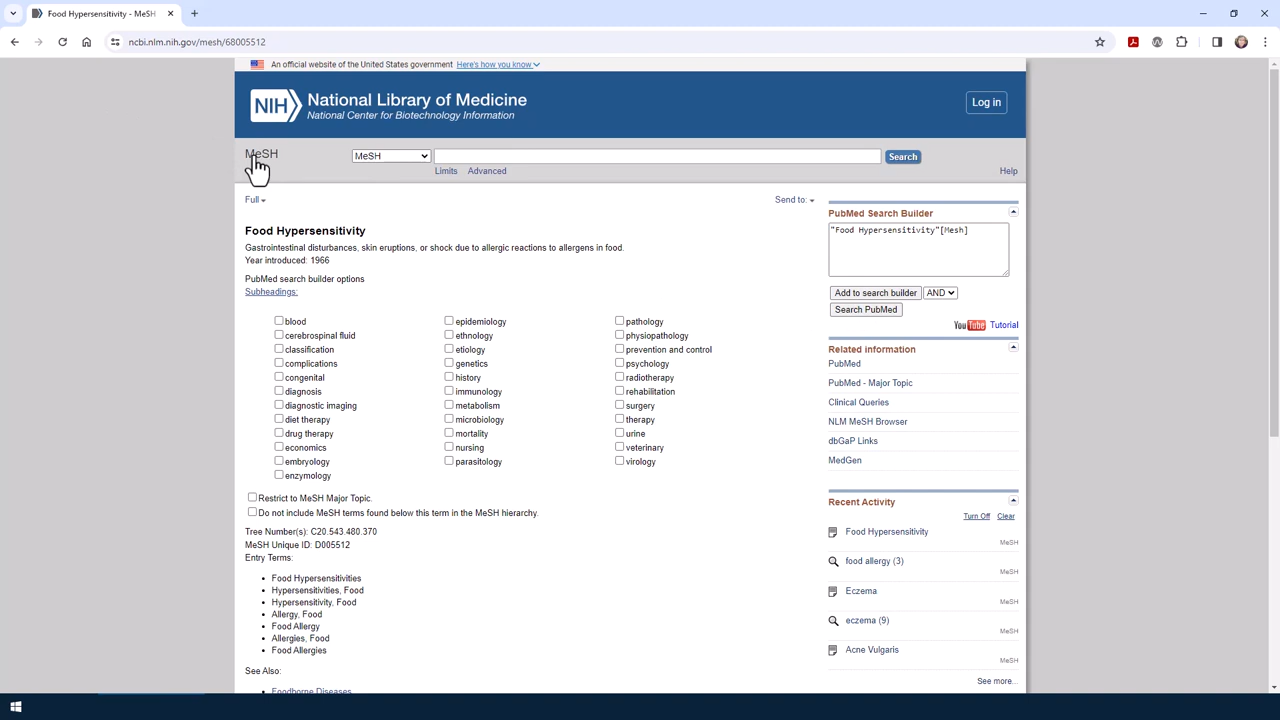 Food Hypersensitivity - MeSH
ncbi.nlm.nih.gov/mesh/68005512
An official website of the United States government Here's how you know
NIH National Library of Medicine
National Center for Biotechnology Information
Log in
MeSH
MeSH
Search
Limits Advanced
Help
Full
Send to:
Food Hypersensitivity
Gastrointestinal disturbances, skin eruptions, or shock due to allergic reactions to allergens in food.
Year introduced: 1966
PubMed search builder options
Subheadings:
blood
cerebrospinal fluid
classification
complications
congenital
diagnosis
diagnostic imaging
diet therapy
drug therapy
economics
embryology
enzymology
epidemiology
ethnology
etiology
genetics
history
immunology
metabolism
microbiology
mortality
nursing
parasitology
pathology
physiopathology
prevention and control
psychology
radiotherapy
rehabilitation
surgery
therapy
urine
veterinary
virology
Restrict to MeSH Major Topic.
Do not include MeSH terms found below this term in the MeSH hierarchy.
Tree Number(s): C20.543.480.370
MeSH Unique ID: D005512
Entry Terms:
Food Hypersensitivities
Hypersensitivities, Food
Hypersensitivity, Food
Allergy, Food
Food Allergy
Allergies, Food
Food Allergies
See Also:
Foodborne Diseases
PubMed Search Builder
"Food Hypersensitivity"[Mesh]
Add to search builder AND
Search PubMed
YouTube Tutorial
Related information
PubMed
PubMed - Major Topic
Clinical Queries
NLM MeSH Browser
dbGaP Links
MedGen
Recent Activity
Turn Off Clear
Food Hypersensitivity
MeSH
food allergy (3)
MeSH
Eczema
MeSH
eczema (9)
MeSH
Acne Vulgaris
MeSH
See more...